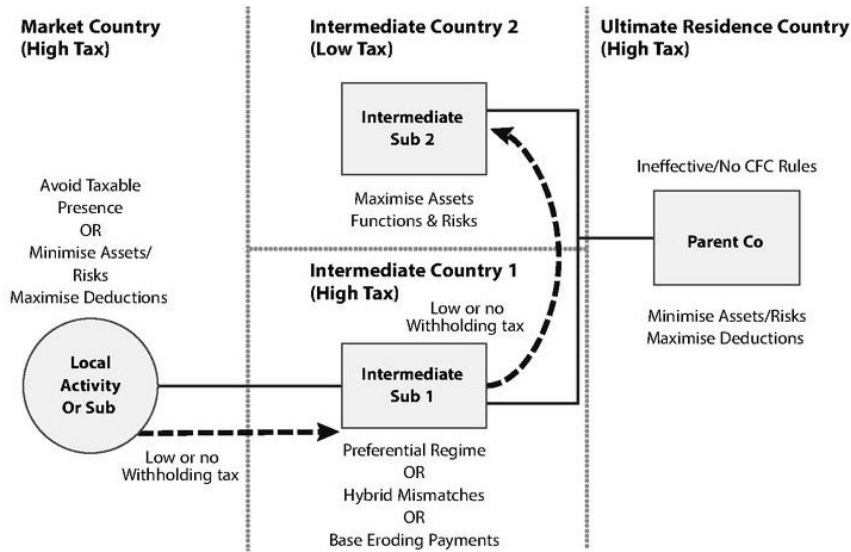 Market Country
(High Tax)
Avoid Taxable
Presence
OR
Minimise Assets/
Risks
Maximise Deductions
Local
Activity
Or Sub
Low or no
Withholding tax
Intermediate Country 2
(Low Tax)
Intermediate
Sub 2
Maximise Assets
Functions & Risks
Intermediate Country 1
(High Tax)
Low or no
Withholding tax
Intermediate
Sub 1
Preferential Regime
OR
Hybrid Mismatches
OR
Base Eroding Payments
Ultimate Residence Country
(High Tax)
Ineffective/No CFC Rules
Parent Co
Minimise Assets/Risks
Maximise Deductions